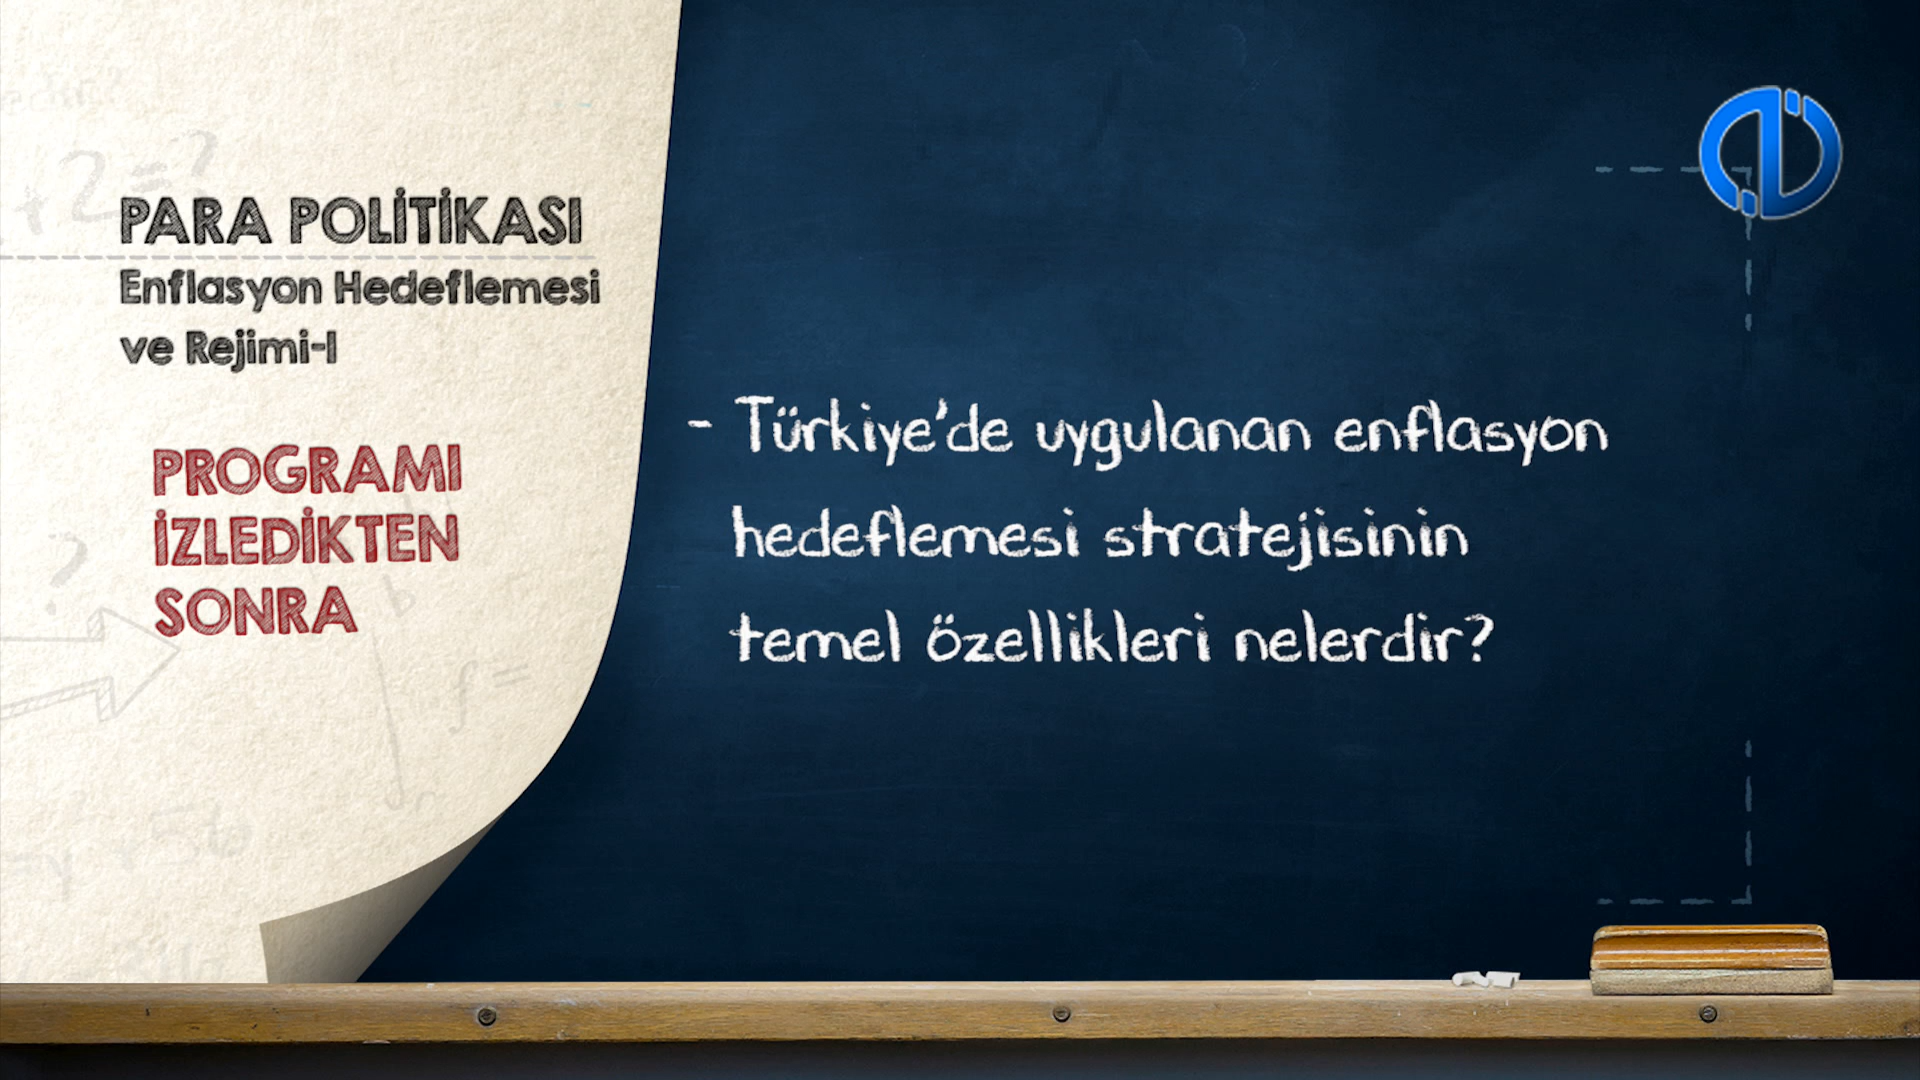 PARA POLİTİKASI
Enflasyon Hedeflemesi
ve Rejimi-I
PROGRAMI
İZLEDİKTEN
SONRA
- Türkiye'de uygulanan enflasyon
hedeflemesi stratejisinin
temel özellikleri nelerdir?